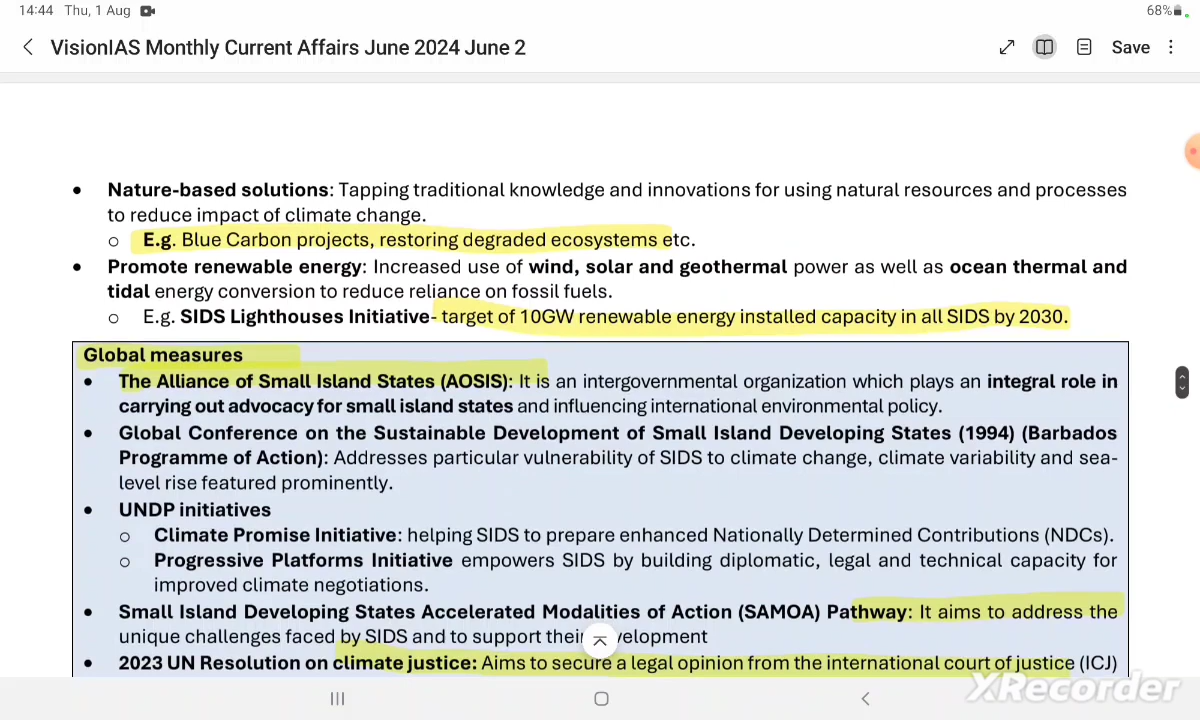 14:44 Thu, 1 Aug
68%
VisionIAS Monthly Current Affairs June 2024 June 2
Save
• Nature-based solutions: Tapping traditional knowledge and innovations for using natural resources and processes
to reduce impact of climate change.
o E.g. Blue Carbon projects, restoring degraded ecosystems etc.
• Promote renewable energy: Increased use of wind, solar and geothermal power as well as ocean thermal and
tidal energy conversion to reduce reliance on fossil fuels.
o E.g. SIDS Lighthouses Initiative- target of 10GW renewable energy installed capacity in all SIDS by 2030.
Global measures
• The Alliance of Small Island States (AOSIS): It is an intergovernmental organization which plays an integral role in
carrying out advocacy for small island states and influencing international environmental policy.
• Global Conference on the Sustainable Development of Small Island Developing States (1994) (Barbados
Programme of Action): Addresses particular vulnerability of SIDS to climate change, climate variability and sea-
level rise featured prominently.
• UNDP initiatives
o Climate Promise Initiative: helping SIDS to prepare enhanced Nationally Determined Contributions (NDCs).
o Progressive Platforms Initiative empowers SIDS by building diplomatic, legal and technical capacity for
improved climate negotiations.
• Small Island Developing States Accelerated Modalities of Action (SAMOA) Pathway: It aims to address the
unique challenges faced by SIDS and to support their velopment
• 2023 UN Resolution on climate justice: Aims to secure a legal opinion from the international court of justice (ICJ)
XRecorder